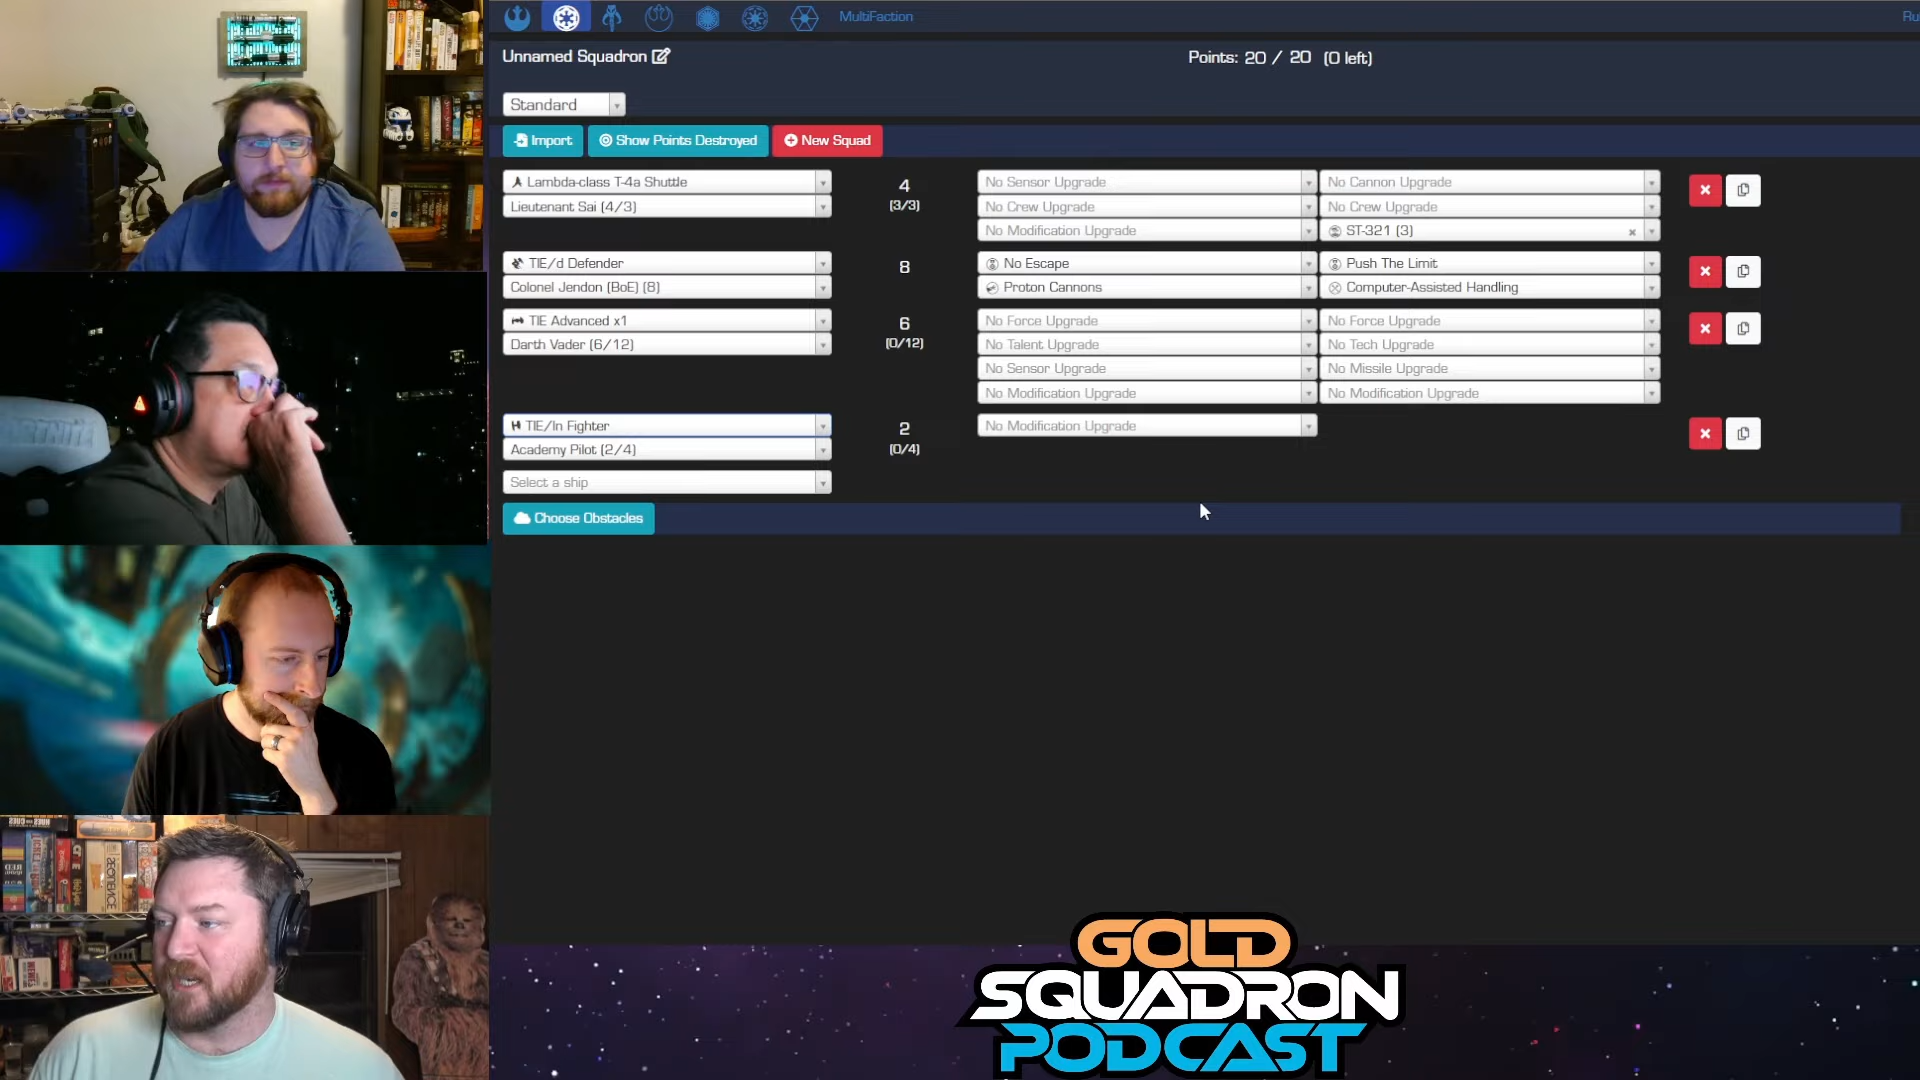 MultiFaction
Ru
Unnamed Squadron
Points: 20 / 20 (0 left)
Standard
Import
Show Points Destroyed
New Squad
Lambda-class T-4a Shuttle
4
No Sensor Upgrade
No Cannon Upgrade
Lieutenant Sai (4/3)
(3/3)
No Crew Upgrade
No Crew Upgrade
No Modification Upgrade
ST-321 (3)
TIE/d Defender
8
No Escape
Push The Limit
Colonel Jendon (BoE) (8)
Proton Cannons
Computer-Assisted Handling
TIE Advanced x1
6
No Force Upgrade
No Force Upgrade
Darth Vader (6/12)
(0/12)
No Talent Upgrade
No Tech Upgrade
No Sensor Upgrade
No Missile Upgrade
No Modification Upgrade
No Modification Upgrade
TIE/ln Fighter
2
No Modification Upgrade
Academy Pilot (2/4)
(0/4)
Select a ship
Choose Obstacles
GOLD
SQUADRON
PODCAST